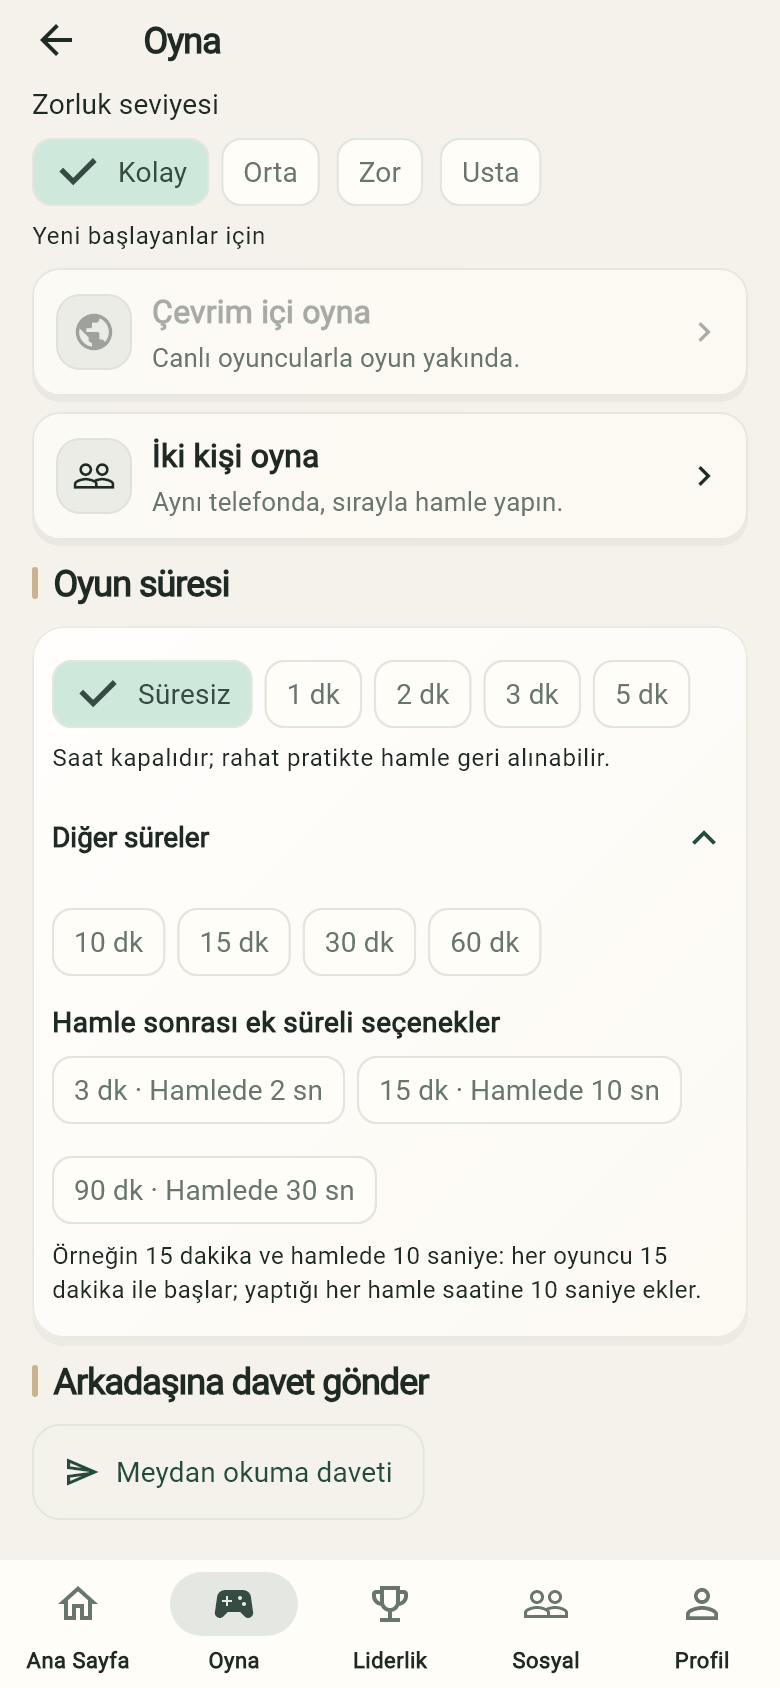 Oyna
Zorluk seviyesi
Kolay
Orta
Zor
Usta
Yeni başlayanlar için
Çevrim içi oyna
Canlı oyuncularla oyun yakında.
İki kişi oyna
Aynı telefonda, sırayla hamle yapın.
Oyun süresi
Süresiz
1 dk
2 dk
3 dk
5 dk
Saat kapalıdır; rahat pratikte hamle geri alınabilir.
Diğer süreler
10 dk
15 dk
30 dk
60 dk
Hamle sonrası ek süreli seçenekler
3 dk · Hamlede 2 sn
15 dk · Hamlede 10 sn
90 dk · Hamlede 30 sn
Örneğin 15 dakika ve hamlede 10 saniye: her oyuncu 15
dakika ile başlar; yaptığı her hamle saatine 10 saniye ekler.
Arkadaşına davet gönder
Meydan okuma daveti
Ana Sayfa
Oyna
Liderlik
Sosyal
Profil